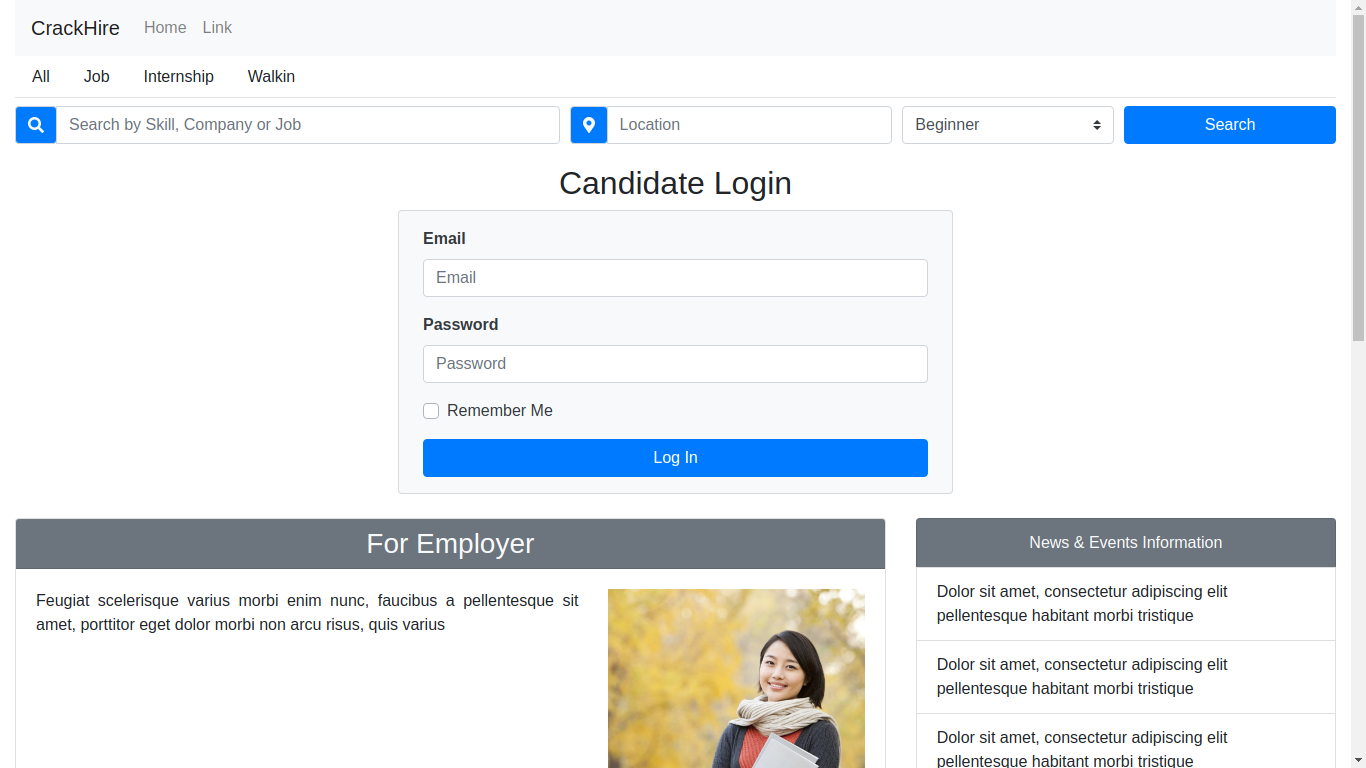 CrackHire Home Link
All Job Internship Walkin
Search by Skill, Company or Job Location Beginner Search
Candidate Login
Email
Email
Password
Password
Remember Me
Log In
For Employer
Feugiat scelerisque varius morbi enim nunc, faucibus a pellentesque sit
amet, porttitor eget dolor morbi non arcu risus, quis varius
News & Events Information
Dolor sit amet, consectetur adipiscing elit
pellentesque habitant morbi tristique
Dolor sit amet, consectetur adipiscing elit
pellentesque habitant morbi tristique
Dolor sit amet, consectetur adipiscing elit
pellentesque habitant morbi tristique